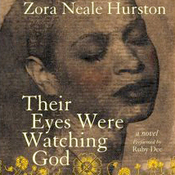 Zora Neale Hurston
Their
Eyes Were
Watching
God
a novel
Performed by
Ruby Dee